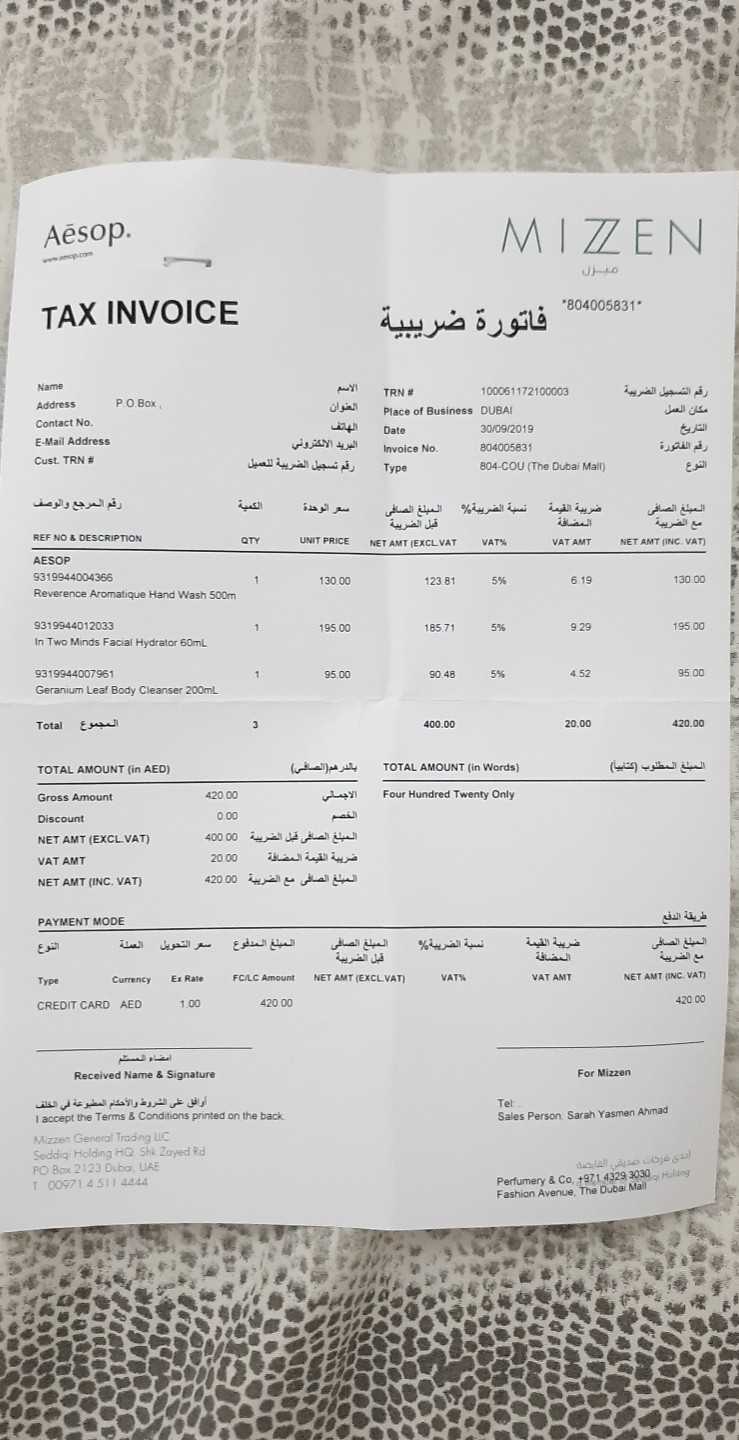 Aēsop.
www.aesop.com
MIZZEN
ميزن
TAX INVOICE
فاتورة ضريبية
*804005831*
Name الاسم
Address P.O.Box , العنوان
Contact No. الهاتف
E-Mail Address البريد الالكتروني
Cust. TRN # رقم تسجيل الضريبة للعميل
TRN # 100061172100003 رقم التسجيل الضريبة
Place of Business DUBAI مكان العمل
Date 30/09/2019 التاريخ
Invoice No. 804005831 رقم الفاتورة
Type 804-COU (The Dubai Mall) النوع
رقم المرجع والوصف الكمية سعر الوحدة المبلغ الصافى قبل الضريبة نسبة الضريبة% ضريبة القيمة المضافة المبلغ الصافى مع الضريبة
REF NO & DESCRIPTION QTY UNIT PRICE NET AMT (EXCL.VAT VAT% VAT AMT NET AMT (INC. VAT)
AESOP
9319944004366 1 130.00 123.81 5% 6.19 130.00
Reverence Aromatique Hand Wash 500m
9319944012033 1 195.00 185.71 5% 9.29 195.00
In Two Minds Facial Hydrator 60mL
9319944007961 1 95.00 90.48 5% 4.52 95.00
Geranium Leaf Body Cleanser 200mL
Total المجموع 3 400.00 20.00 420.00
TOTAL AMOUNT (in AED) بالدرهم(الصافي)
Gross Amount 420.00 الاجمالي
Discount 0.00 الخصم
NET AMT (EXCL.VAT) 400.00 المبلغ الصافى قبل الضريبة
VAT AMT 20.00 ضريبة القيمة المضافة
NET AMT (INC. VAT) 420.00 المبلغ الصافى مع الضريبة
TOTAL AMOUNT (in Words) المبلغ المطلوب (كتابياً)
Four Hundred Twenty Only
PAYMENT MODE طريقة الدفع
النوع العملة سعر التحويل المبلغ المدفوع المبلغ الصافى قبل الضريبة نسبة الضريبة% ضريبة القيمة المضافة المبلغ الصافى مع الضريبة
Type Currency Ex Rate FC/LC Amount NET AMT (EXCL.VAT) VAT% VAT AMT NET AMT (INC. VAT)
CREDIT CARD AED 1.00 420.00 420.00
امضاء المستلم
Received Name & Signature
For Mizzen
أوافق على الشروط والأحكام المطبوعة في الخلف
I accept the Terms & Conditions printed on the back.
Mizzen General Trading LLC
Seddiqi Holding HQ, Shk Zayed Rd
PO Box 2123 Dubai, UAE
T 00971 4 511 4444
Tel:
Sales Person. Sarah Yasmen Ahmad
إحدى شركات صديقي القابضة
Perfumery & Co, +971 4329 3030
Holding
Fashion Avenue, The Dubai Mall